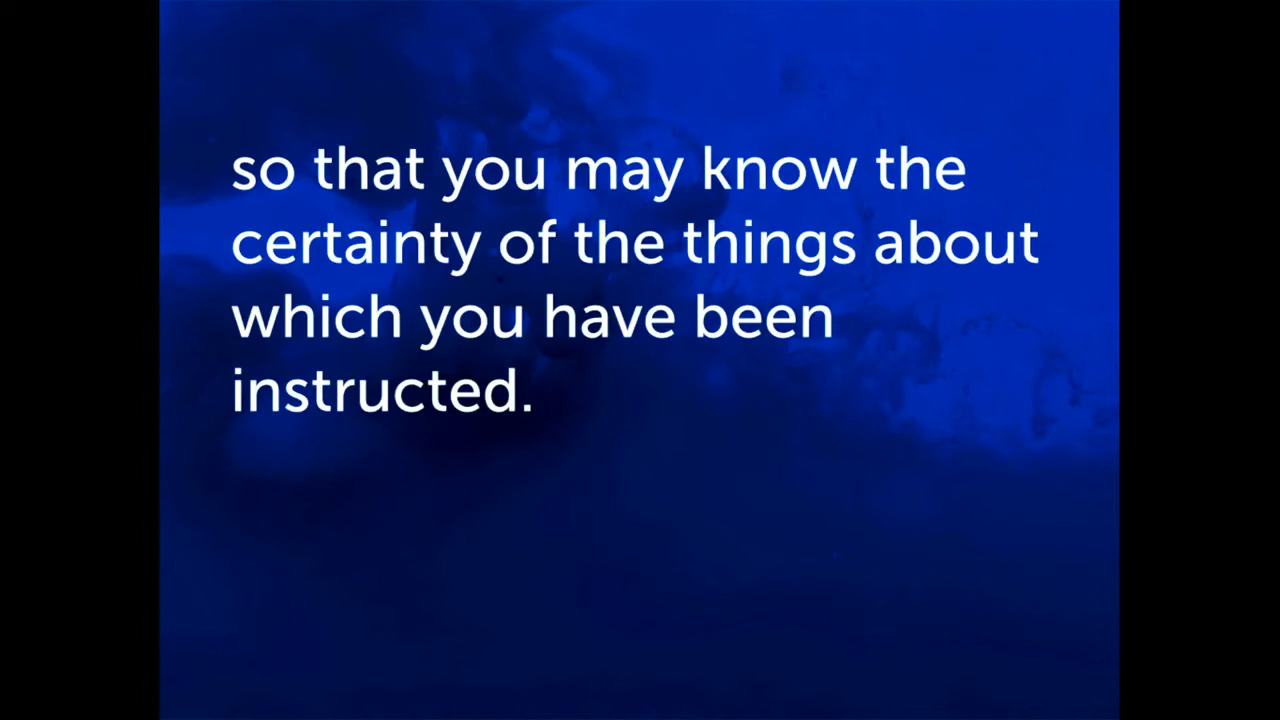 so that you may know the
certainty of the things about
which you have been
instructed.